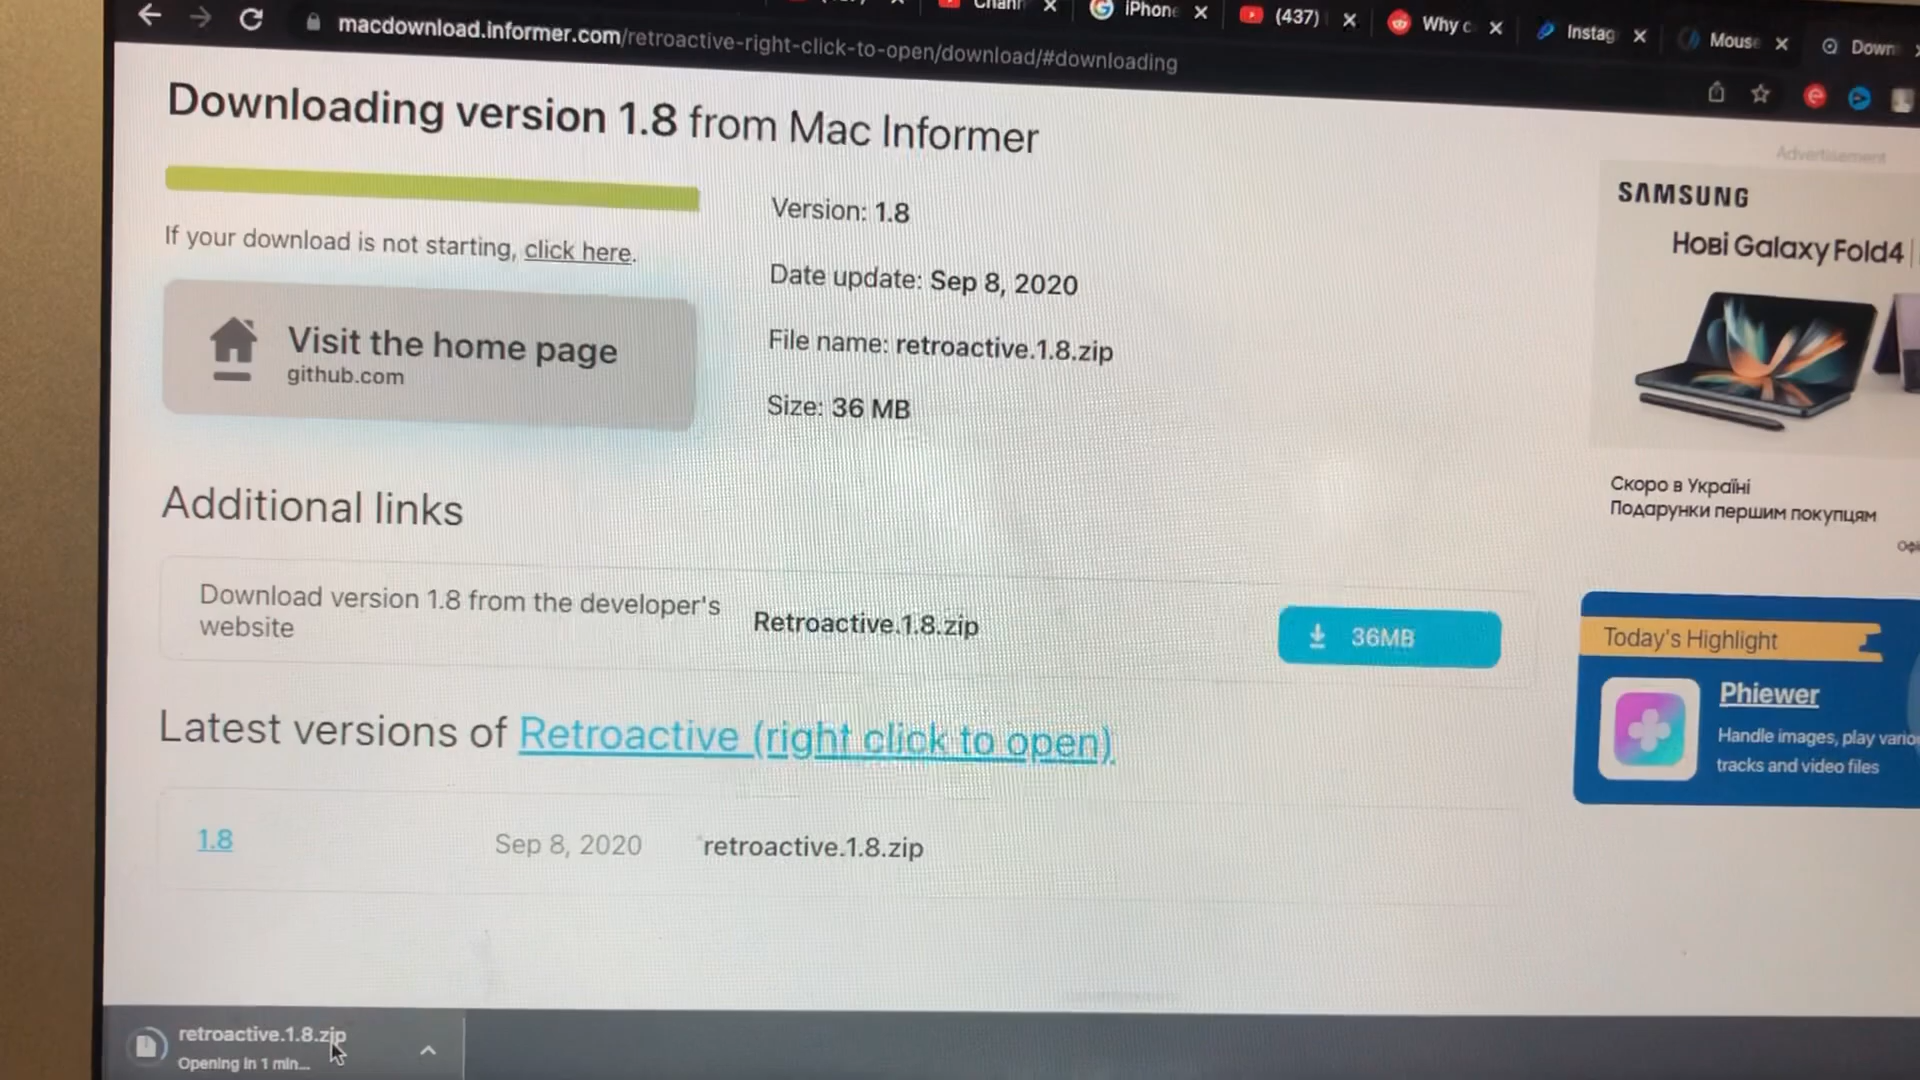 Chann
iPhone
(437)
Why c
Instag
Mouse
Down
macdownload.informer.com/retroactive-right-click-to-open/download/#downloading
Downloading version 1.8 from Mac Informer
If your download is not starting, click here.
Visit the home page
github.com
Version: 1.8
Date update: Sep 8, 2020
File name: retroactive.1.8.zip
Size: 36 MB
Advertisement
SAMSUNG
Нові Galaxy Fold4 |
Скоро в Україні
Подарунки першим покупцям
Additional links
Download version 1.8 from the developer's
website
Retroactive.1.8.zip
36MB
Today's Highlight
Phiewer
Handle images, play vario
tracks and video files
Latest versions of Retroactive (right click to open).
1.8
Sep 8, 2020
retroactive.1.8.zip
retroactive.1.8.zip
Opening in 1 min...